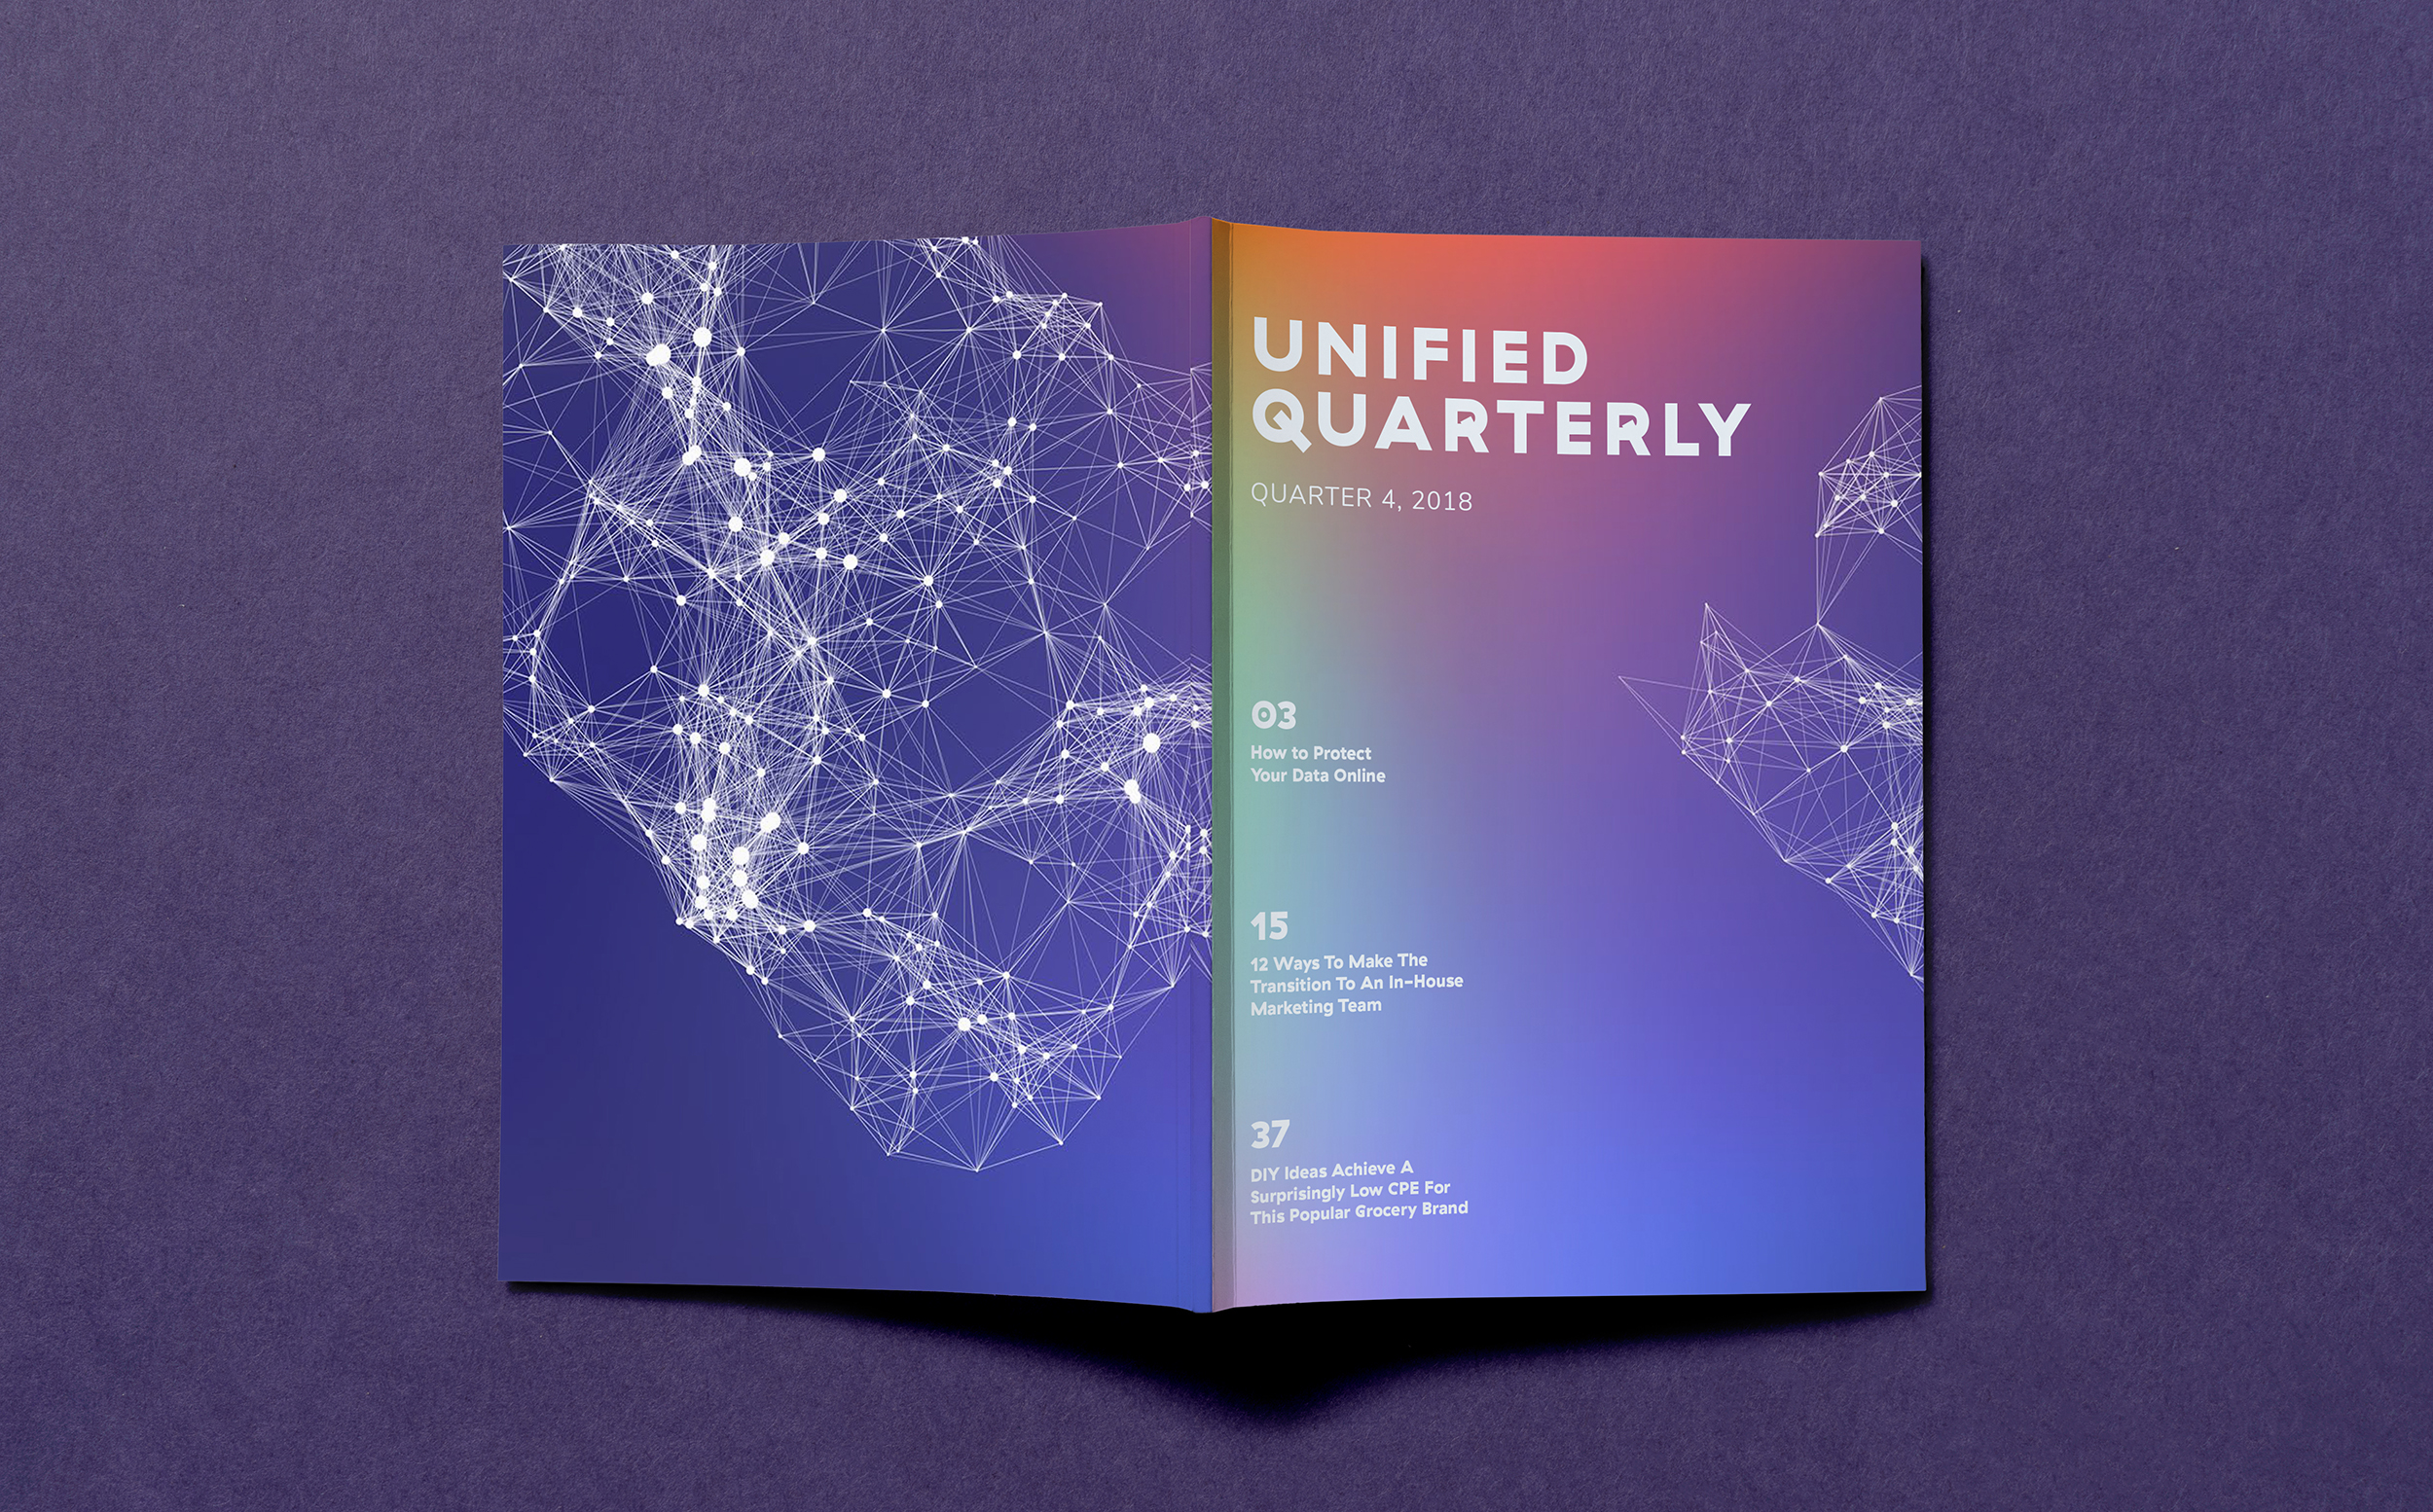 UNIFIED
QUARTERLY
QUARTER 4, 2018
03
How to Protect
Your Data Online
15
12 Ways To Make The
Transition To An In-House
Marketing Team
37
DIY Ideas Achieve A
Surprisingly Low CPE For
This Popular Grocery Brand